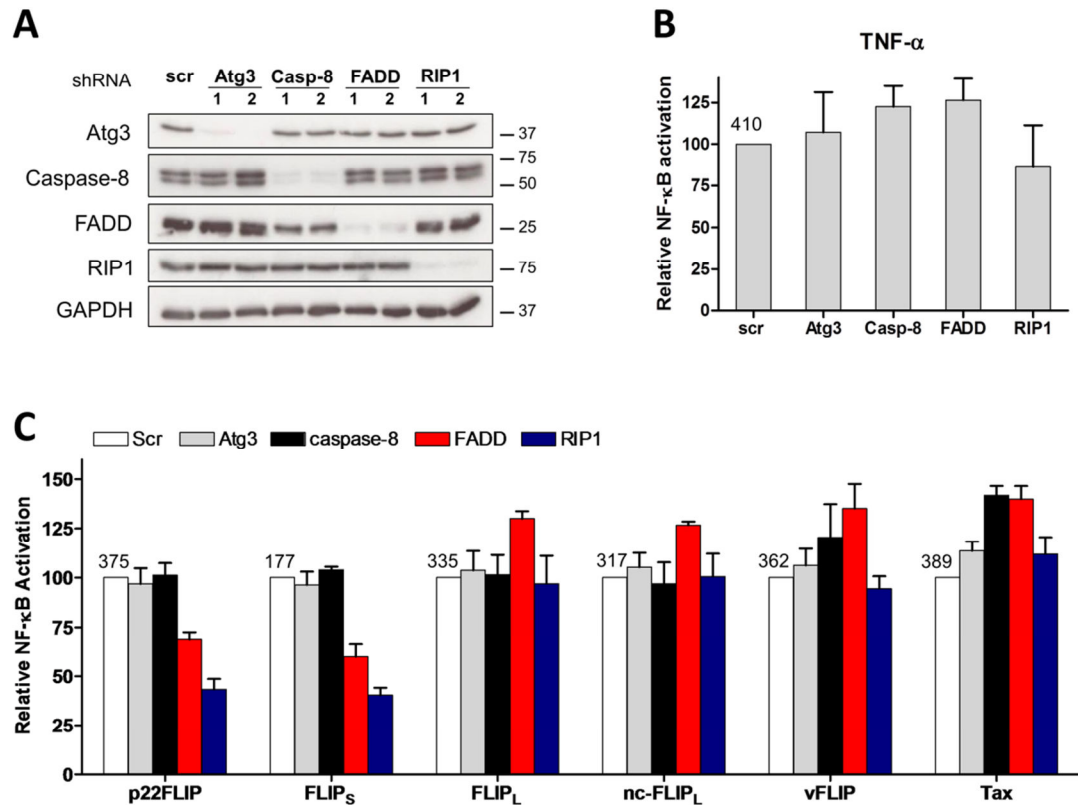 A
shRNA scr Atg3 Casp-8 FADD RIP1
1 2 1 2 1 2 1 2
Atg3
37
Caspase-8
75
50
FADD
25
RIP1
75
GAPDH
37
B
TNF-α
Relative NF-κB activation
125
100
75
50
25
0
410
scr Atg3 Casp-8 FADD RIP1
C
Scr Atg3 caspase-8 FADD RIP1
Relative NF-κB Activation
150
125
100
75
50
25
0
375 177 335 317 362 389
p22FLIP FLIPS FLIPL nc-FLIPL vFLIP Tax